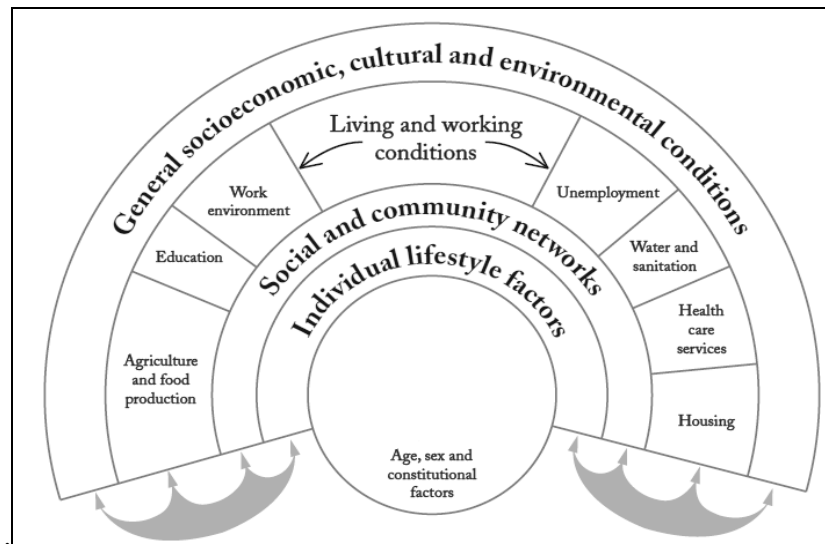 General socioeconomic, cultural and environmental conditions
Living and working
conditions
Work
environment
Unemployment
Social and community networks
Education
Water and
sanitation
Individual lifestyle factors
Health
care
services
Agriculture
and food
production
Housing
Age, sex and
constitutional
factors